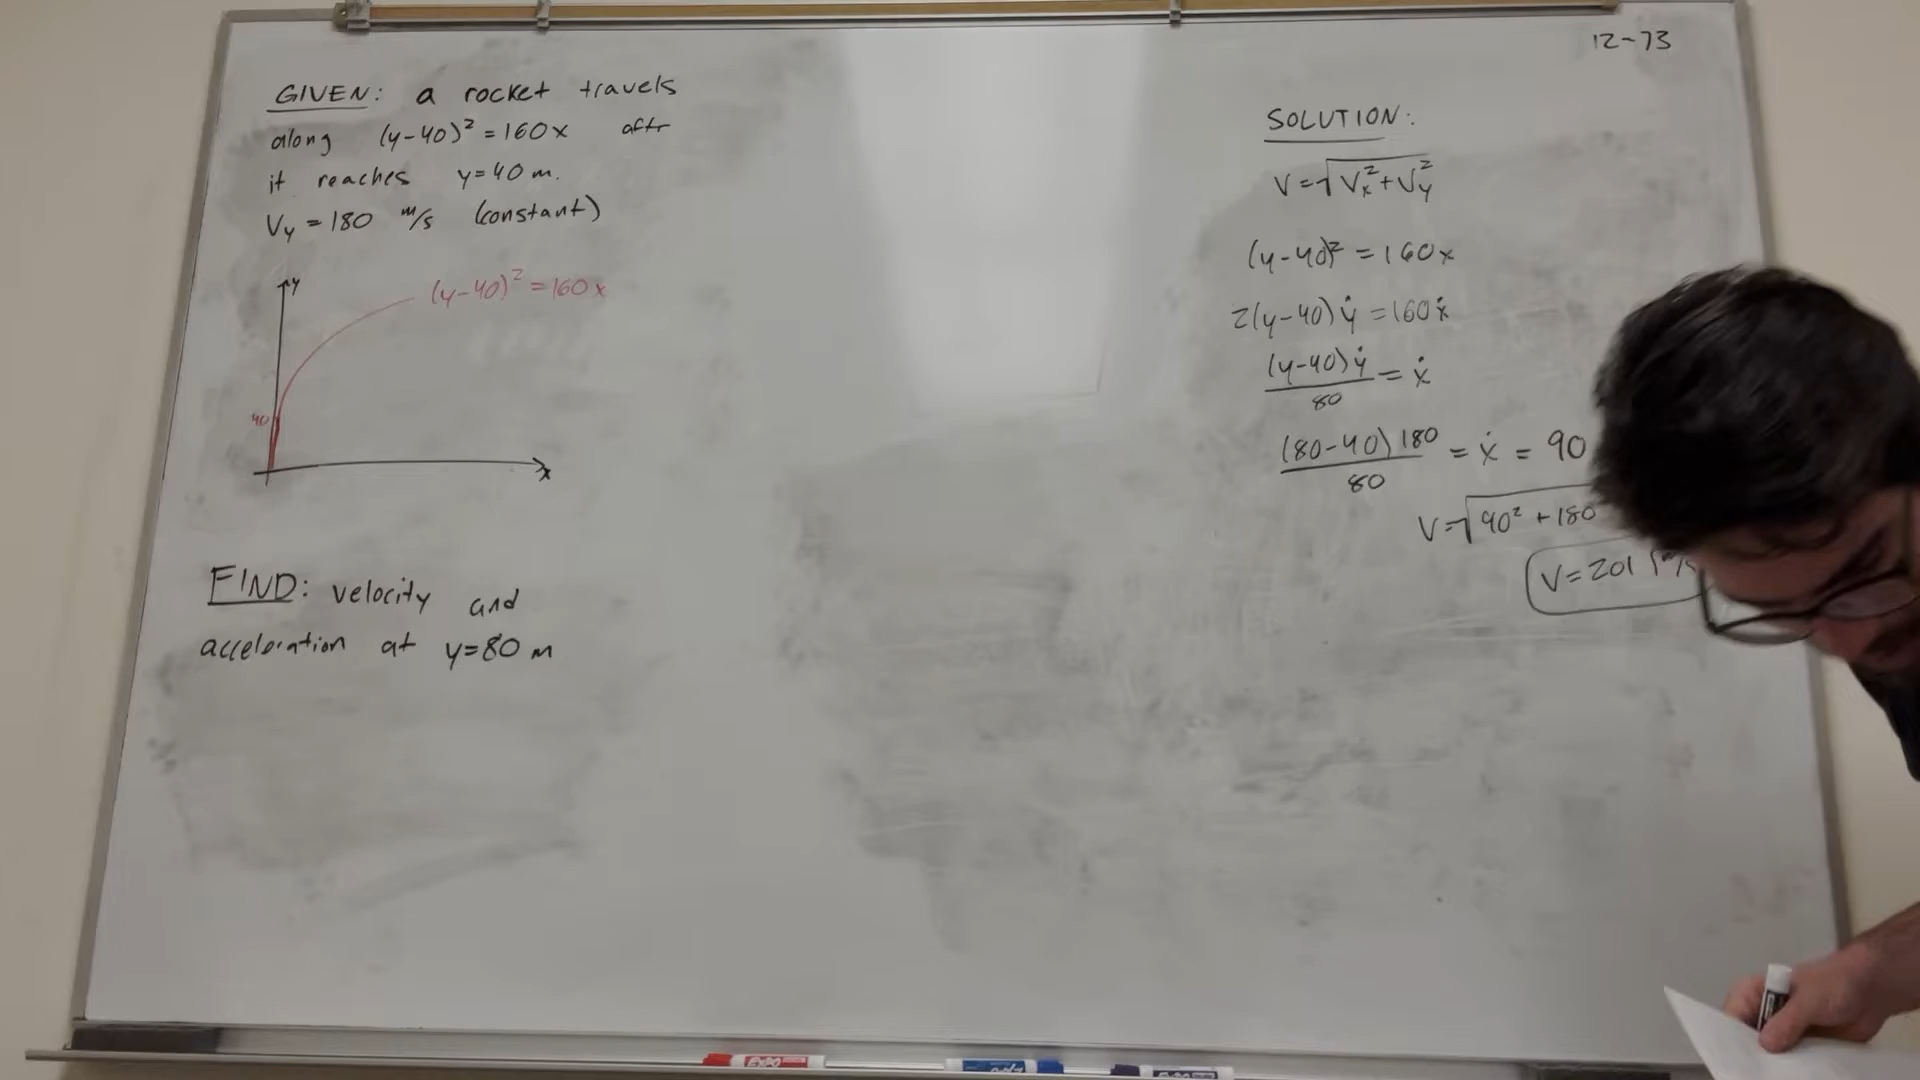 12-73
GIVEN: a rocket travels
along (y-40)² = 160x aftr
it reaches y=40 m.
Vy = 180 m/s (constant)
y
(y-40)² = 160x
40
x
FIND: velocity and
acceleration at y=80 m
SOLUTION:
V = √Vx² + Vy²
(y-40)² = 160x
2(y-40)ẏ = 160ẋ
(y-40)ẏ / 80 = ẋ
(80-40)180 / 80 = ẋ = 90
V = √90² + 180
V = 201 m/s
EXPO